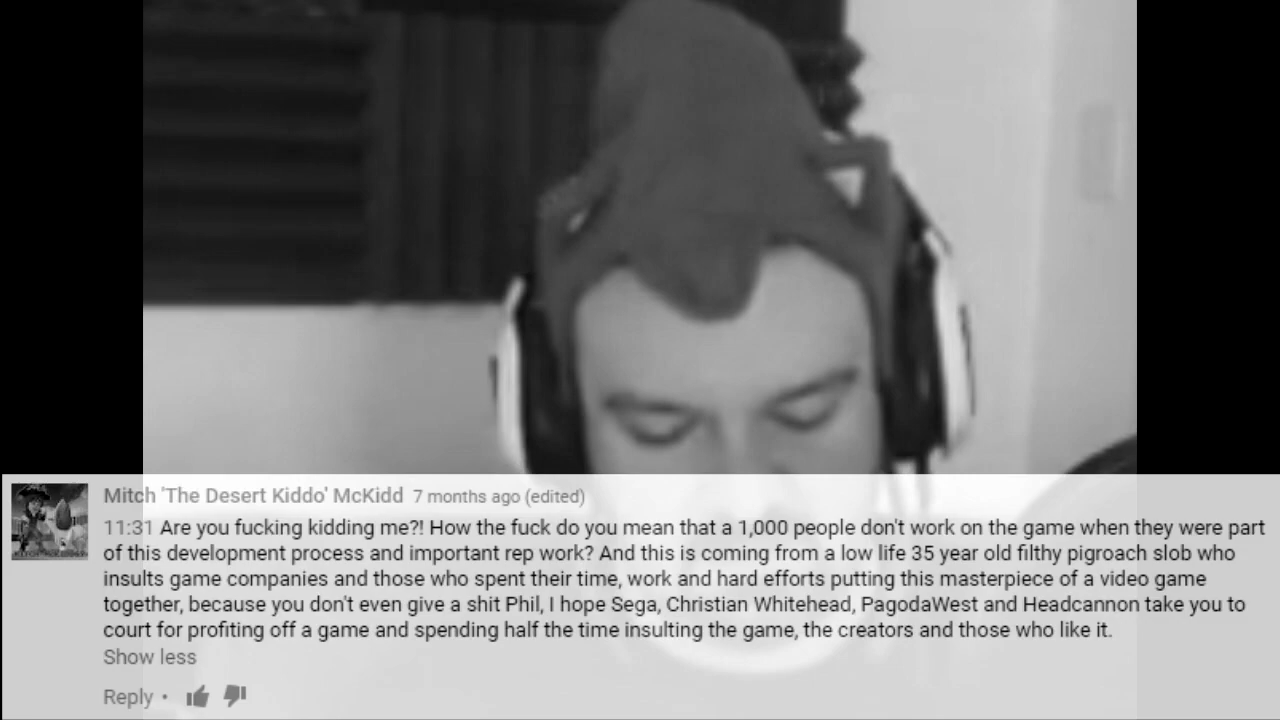 Mitch 'The Desert Kiddo' McKidd 7 months ago (edited)
11:31 Are you fucking kidding me?! How the fuck do you mean that a 1,000 people don't work on the game when they were part
of this development process and important rep work? And this is coming from a low life 35 year old filthy pigroach slob who
insults game companies and those who spent their time, work and hard efforts putting this masterpiece of a video game
together, because you don't even give a shit Phil, I hope Sega, Christian Whitehead, PagodaWest and Headcannon take you to
court for profiting off a game and spending half the time insulting the game, the creators and those who like it.
Show less
Reply •